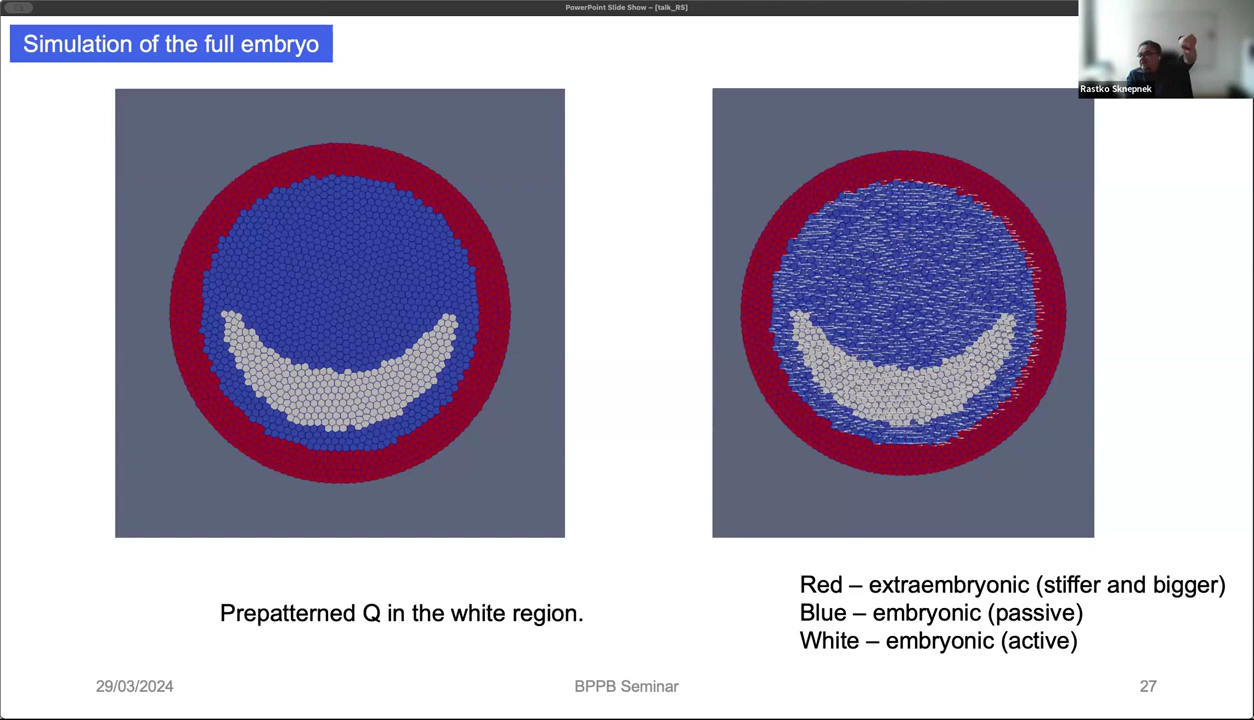 PowerPoint Slide Show – [talk_RS]
Simulation of the full embryo
Rastko Sknepnek
Prepatterned Q in the white region.
Red – extraembryonic (stiffer and bigger)
Blue – embryonic (passive)
White – embryonic (active)
29/03/2024
BPPB Seminar
27